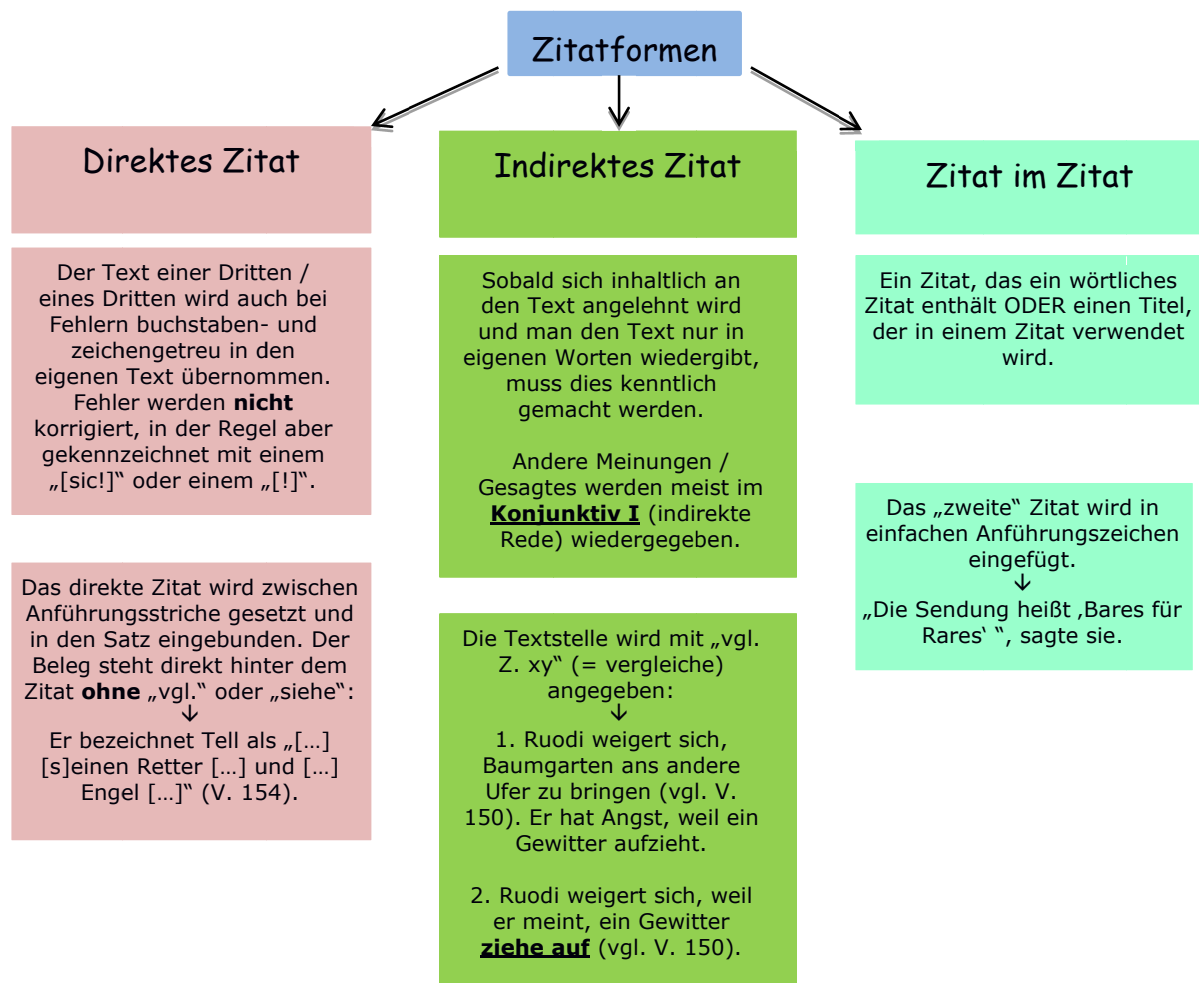 Zitatformen
Direktes Zitat
Der Text einer Dritten /
eines Dritten wird auch bei
Fehlern buchstaben- und
zeichengetreu in den
eigenen Text übernommen.
Fehler werden nicht
korrigiert, in der Regel aber
gekennzeichnet mit einem
„[sic!]“ oder einem „[!]“.
Das direkte Zitat wird zwischen
Anführungsstriche gesetzt und
in den Satz eingebunden. Der
Beleg steht direkt hinter dem
Zitat ohne „vgl.“ oder „siehe“:
↓
Er bezeichnet Tell als „[…]
[s]einen Retter […] und […]
Engel […]“ (V. 154).
Indirektes Zitat
Sobald sich inhaltlich an
den Text angelehnt wird
und man den Text nur in
eigenen Worten wiedergibt,
muss dies kenntlich
gemacht werden.
Andere Meinungen /
Gesagtes werden meist im
Konjunktiv I (indirekte
Rede) wiedergegeben.
Die Textstelle wird mit „vgl.
Z. xy“ (= vergleiche)
angegeben:
↓
1. Ruodi weigert sich,
Baumgarten ans andere
Ufer zu bringen (vgl. V.
150). Er hat Angst, weil ein
Gewitter aufzieht.
2. Ruodi weigert sich, weil
er meint, ein Gewitter
ziehe auf (vgl. V. 150).
Zitat im Zitat
Ein Zitat, das ein wörtliches
Zitat enthält ODER einen Titel,
der in einem Zitat verwendet
wird.
Das „zweite“ Zitat wird in
einfachen Anführungszeichen
eingefügt.
↓
„Die Sendung heißt ‚Bares für
Rares‘ “, sagte sie.